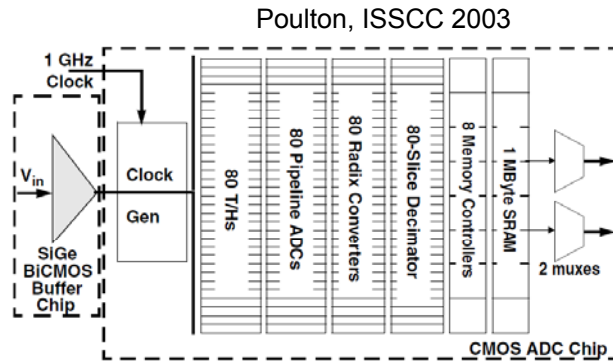 Poulton, ISSCC 2003
1 GHz
Clock
Vin
SiGe
BiCMOS
Buffer
Chip
Clock
Gen
80 T/Hs
80 Pipeline ADCs
80 Radix Converters
80-Slice Decimator
8 Memory Controllers
1 MByte SRAM
2 muxes
CMOS ADC Chip